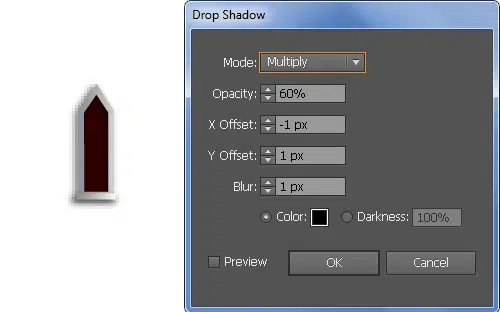 Drop Shadow
Mode: Multiply
Opacity: 60%
X Offset: -1 px
Y Offset: 1 px
Blur: 1 px
Color: Darkness: 100%
Preview OK Cancel